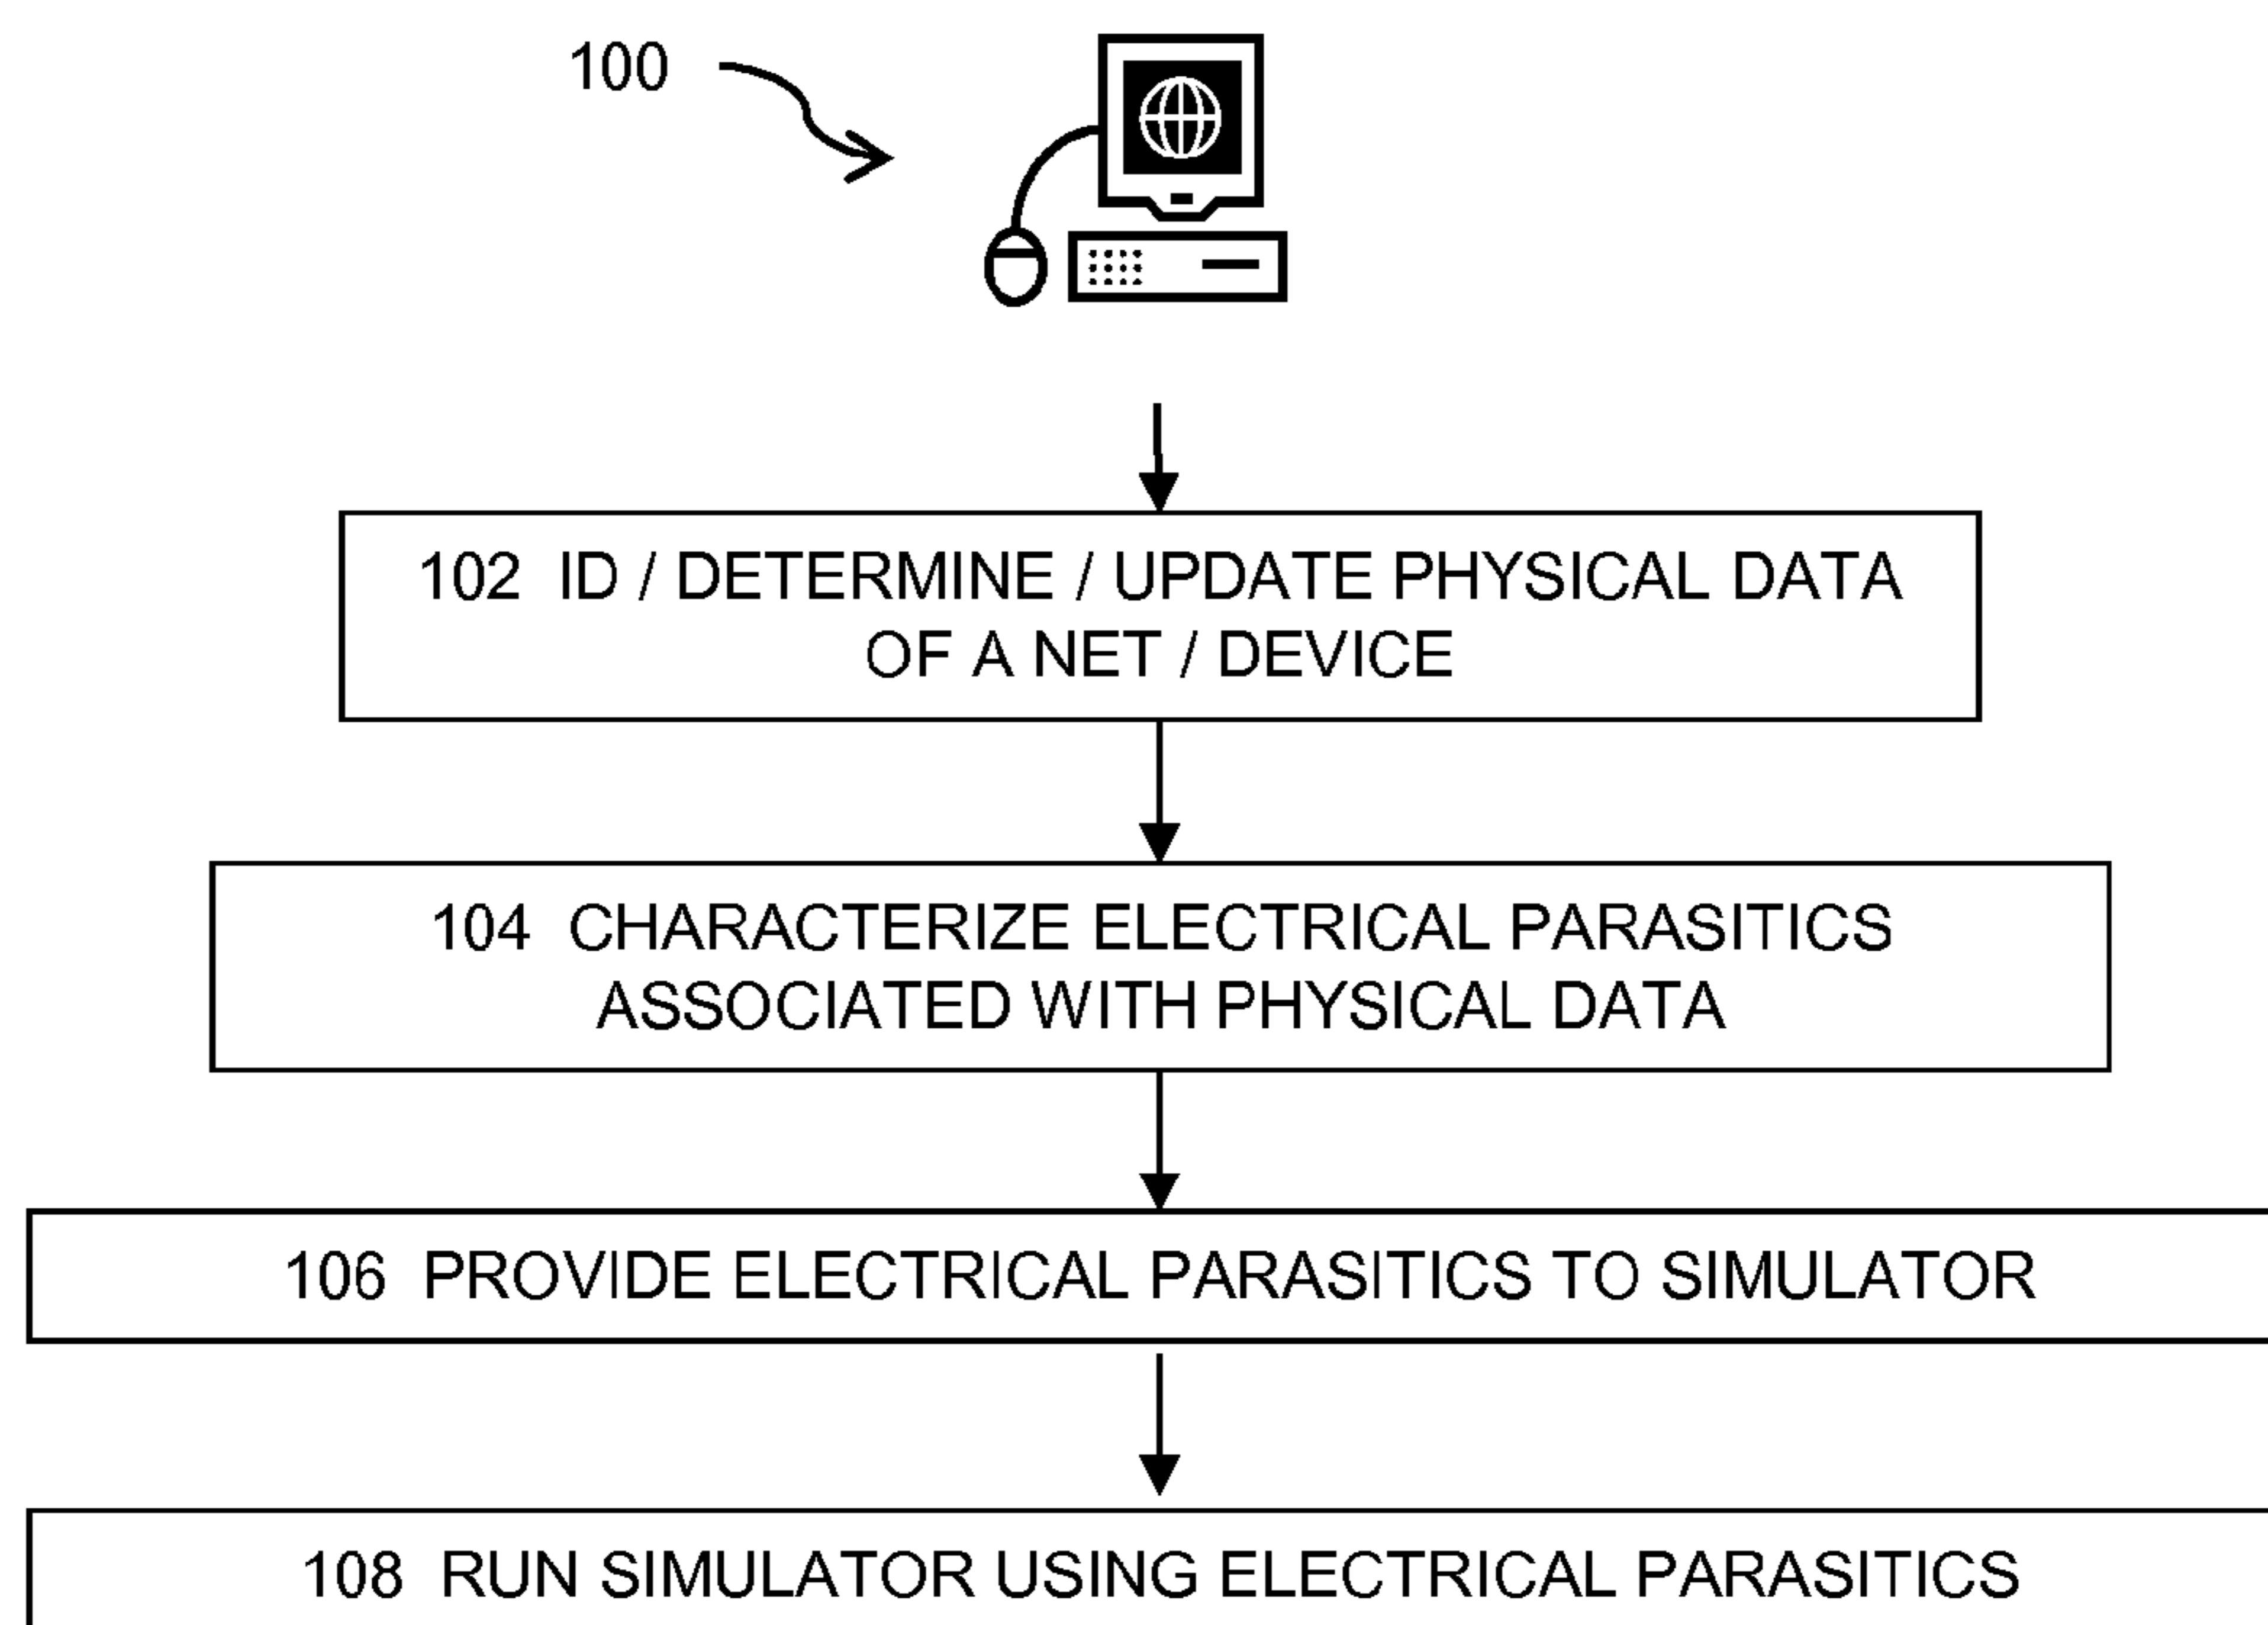 100
102 ID / DETERMINE / UPDATE PHYSICAL DATA
OF A NET / DEVICE
104 CHARACTERIZE ELECTRICAL PARASITICS
ASSOCIATED WITH PHYSICAL DATA
106 PROVIDE ELECTRICAL PARASITICS TO SIMULATOR
108 RUN SIMULATOR USING ELECTRICAL PARASITICS